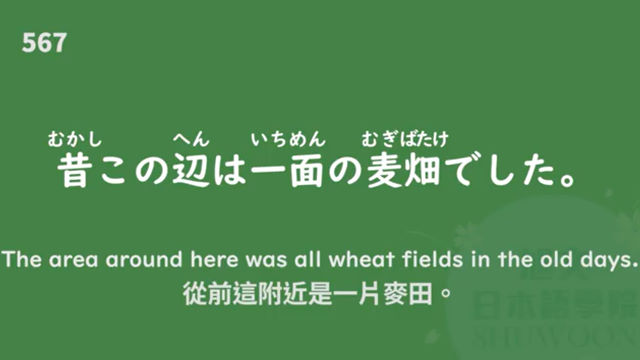 567
むかし へん いちめん むぎばたけ
昔この辺は一面の麦畑でした。
The area around here was all wheat fields in the old days.
從前這附近是一片麥田。
日本語學院
SHUWOON